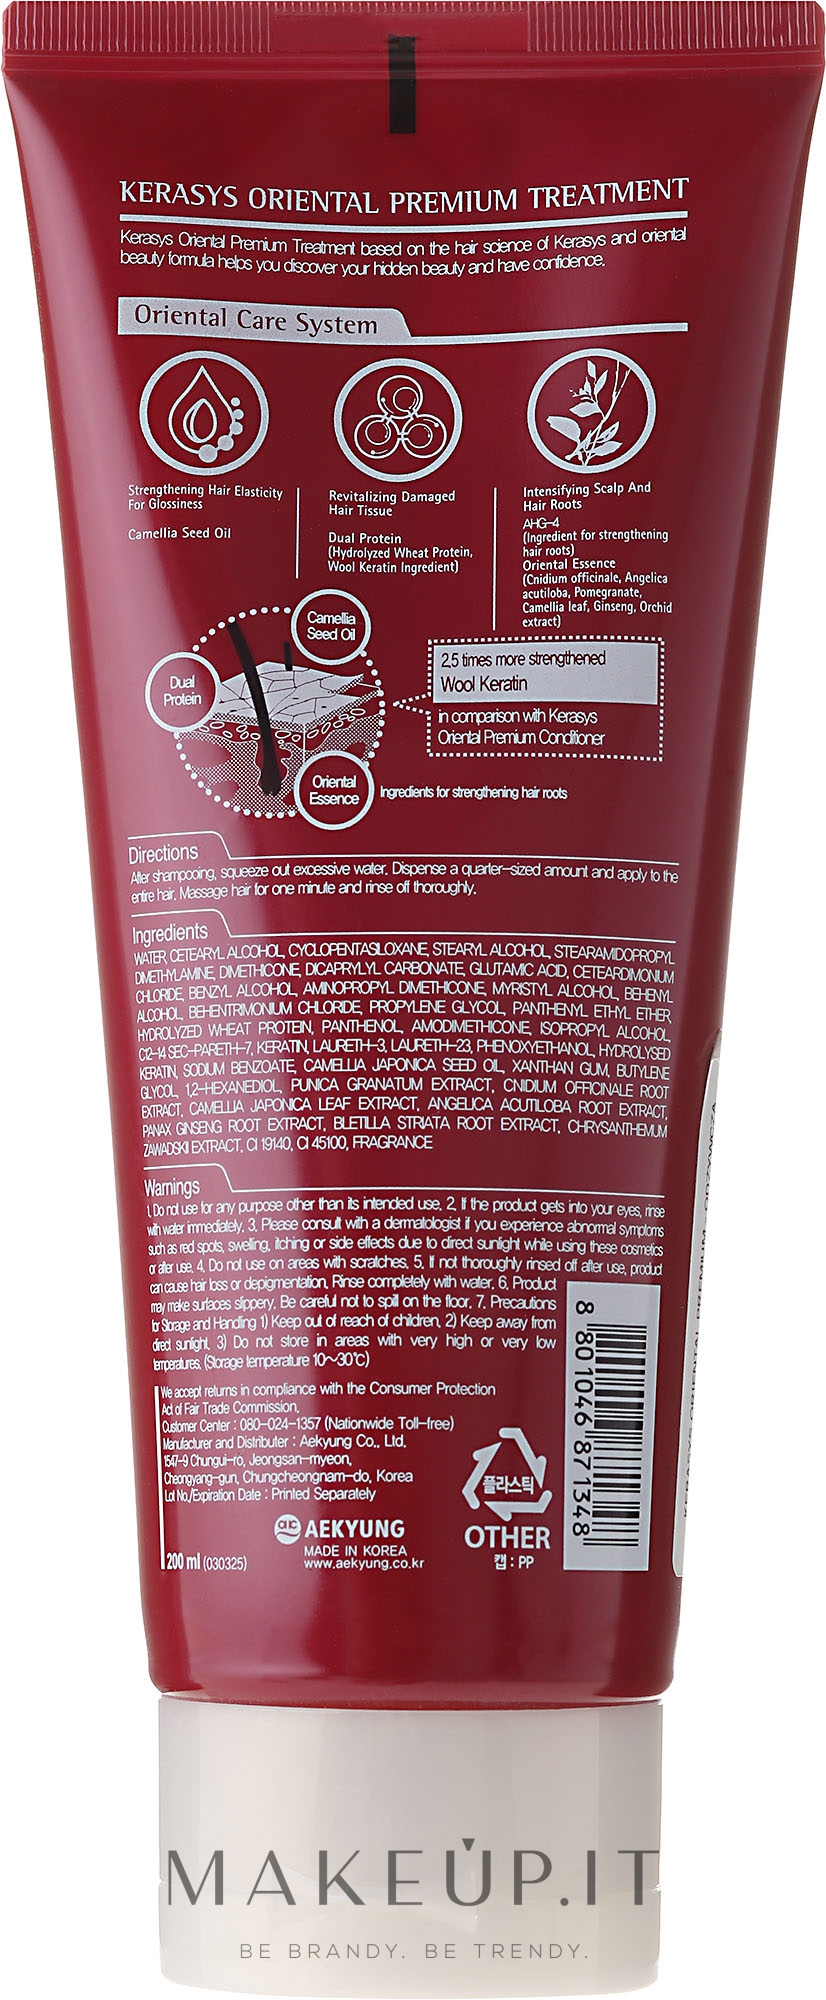 KERASYS ORIENTAL PREMIUM TREATMENT
Kerasys Oriental Premium Treatment based on the hair science of Kerasys and oriental
beauty formula helps you discover your hidden beauty and have confidence.
Oriental Care System
Strengthening Hair Elasticity
For Glossiness
Camellia Seed Oil
Revitalizing Damaged
Hair Tissue
Dual Protein
(Hydrolyzed Wheat Protein,
Wool Keratin Ingredient)
Intensifying Scalp And
Hair Roots
AHG-4
(Ingredient for strengthening
hair roots)
Oriental Essence
(Cnidium officinale, Angelica
acutiloba, Pomegranate,
Camellia leaf, Ginseng, Orchid
extract)
Camellia
Seed Oil
Dual
Protein
Oriental
Essence
2.5 times more strengthened
Wool Keratin
in comparison with Kerasys
Oriental Premium Conditioner
Ingredients for strengthening hair roots
Directions
After shampooing, squeeze out excessive water. Dispense a quarter-sized amount and apply to the
entire hair. Massage hair for one minute and rinse off thoroughly.
Ingredients
WATER, CETEARYL ALCOHOL, CYCLOPENTASILOXANE, STEARYL ALCOHOL, STEARAMIDOPROPYL
DIMETHYLAMINE, DIMETHICONE, DICAPRYLYL CARBONATE, GLUTAMIC ACID, CETEARDIMONIUM
CHLORIDE, BENZYL ALCOHOL, AMINOPROPYL DIMETHICONE, MYRISTYL ALCOHOL, BEHENYL
ALCOHOL, BEHENTRIMONIUM CHLORIDE, PROPYLENE GLYCOL, PANTHENYL ETHYL ETHER,
HYDROLYZED WHEAT PROTEIN, PANTHENOL, AMODIMETHICONE, ISOPROPYL ALCOHOL,
C12-14 SEC-PARETH-7, KERATIN, LAURETH-3, LAURETH-23, PHENOXYETHANOL, HYDROLYSED
KERATIN, SODIUM BENZOATE, CAMELLIA JAPONICA SEED OIL, XANTHAN GUM, BUTYLENE
GLYCOL, 1,2-HEXANEDIOL, PUNICA GRANATUM EXTRACT, CNIDIUM OFFICINALE ROOT
EXTRACT, CAMELLIA JAPONICA LEAF EXTRACT, ANGELICA ACUTILOBA ROOT EXTRACT,
PANAX GINSENG ROOT EXTRACT, BLETILLA STRIATA ROOT EXTRACT, CHRYSANTHEMUM
ZAWADSKII EXTRACT, CI 19140, CI 45100, FRAGRANCE
Warnings
1. Do not use for any purpose other than its intended use. 2. If the product gets into your eyes, rinse
with water immediately. 3. Please consult with a dermatologist if you experience abnormal symptoms
such as red spots, swelling, itching or side effects due to direct sunlight while using these cosmetics
or after use. 4. Do not use on areas with scratches. 5. If not thoroughly rinsed off after use, product
can cause hair loss or depigmentation. Rinse completely with water. 6. Product
may make surfaces slippery. Be careful not to spill on the floor. 7. Precautions
for Storage and Handling 1) Keep out of reach of children. 2) Keep away from
direct sunlight. 3) Do not store in areas with very high or very low
temperatures. (Storage temperature 10~30℃)
We accept returns in compliance with the Consumer Protection
Act of Fair Trade Commission.
Customer Center : 080-024-1357 (Nationwide Toll-free)
Manufacturer and Distributer : Aekyung Co., Ltd.
1547-9 Chungui-ro, Jeongsan-myeon,
Cheongyang-gun, Chungcheongnam-do, Korea
Lot No./Expiration Date : Printed Separately
AEKYUNG
MADE IN KOREA
www.aekyung.co.kr
200 ml (030325)
플라스틱
OTHER
캡 : PP
8 801046 871348
KERASYS ORIENTAL PREMIUM - ODŻYWCZA
MAKEUP.IT
BE BRANDY. BE TRENDY.